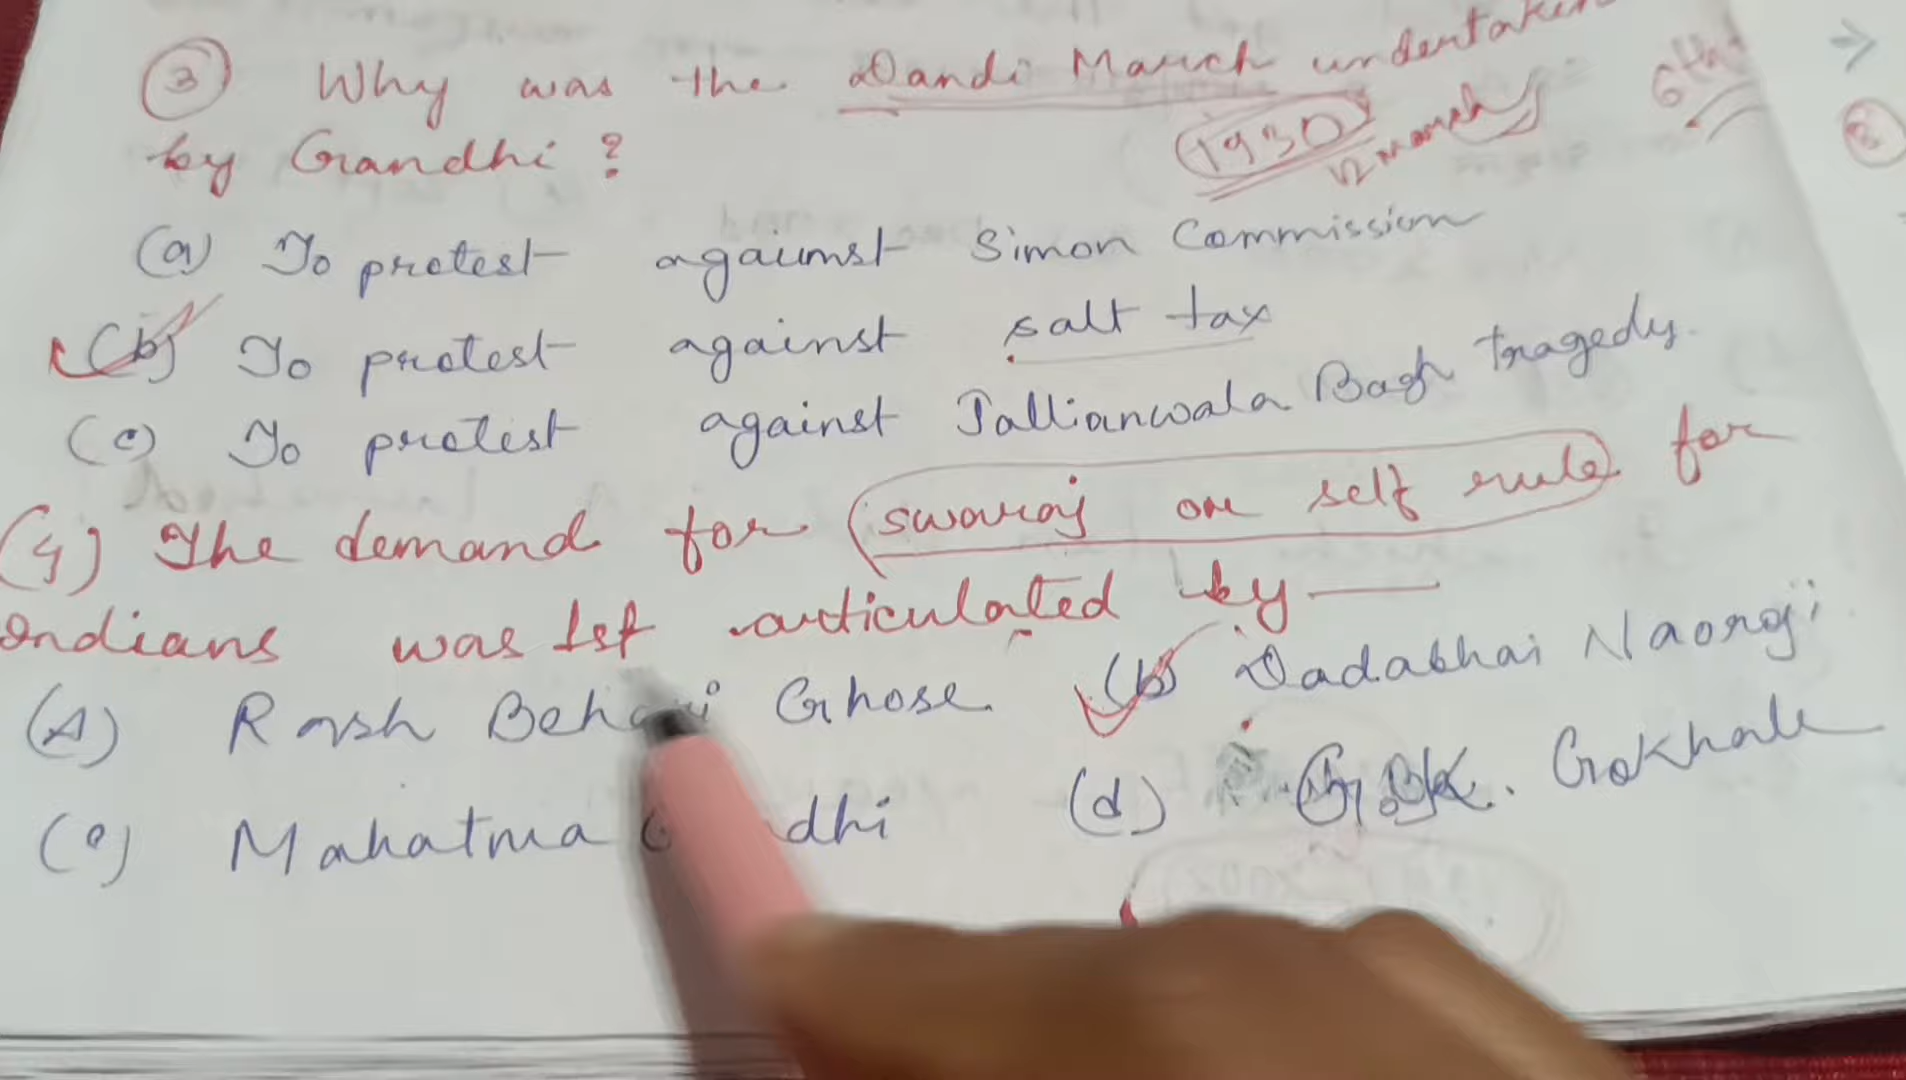 3 Why was the Dandi March undertaken
by Gandhi ?
1930
12 march
6th
(a) To protest against Simon Commission
(b) To protest against salt tax
(c) To protest against Jallianwala Bagh tragedy.
(4) The demand for swaraj or self rule for
Indians was 1st articulated by —
(A) Rash Behari Ghose (b) Dadabhai Naoroji
(c) Mahatma Gandhi (d) G.K. Gokhale